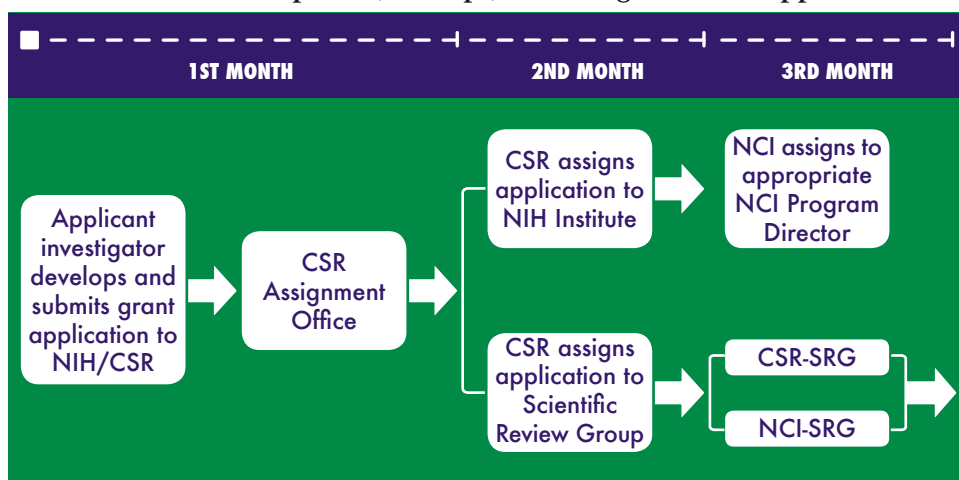 1ST MONTH
2ND MONTH
3RD MONTH
Applicant
investigator
develops and
submits grant
application to
NIH/CSR
CSR
Assignment
Office
CSR assigns
application to
NIH Institute
NCI assigns to
appropriate
NCI Program
Director
CSR assigns
application to
Scientific
Review Group
CSR-SRG
NCI-SRG